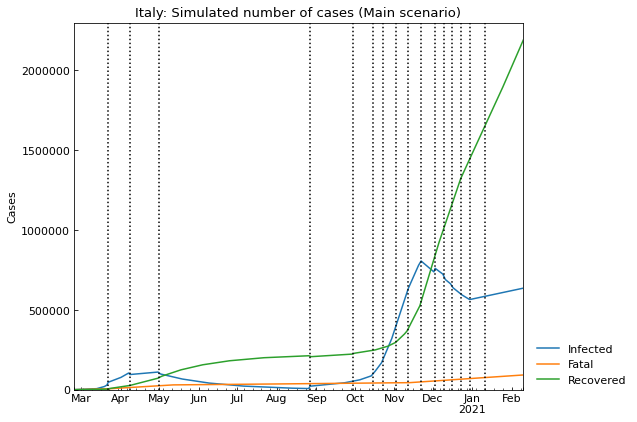 Italy: Simulated number of cases (Main scenario)
Cases
2000000
1500000
1000000
500000
0
Mar Apr May Jun Jul Aug Sep Oct Nov Dec Jan Feb
2021
Infected
Fatal
Recovered